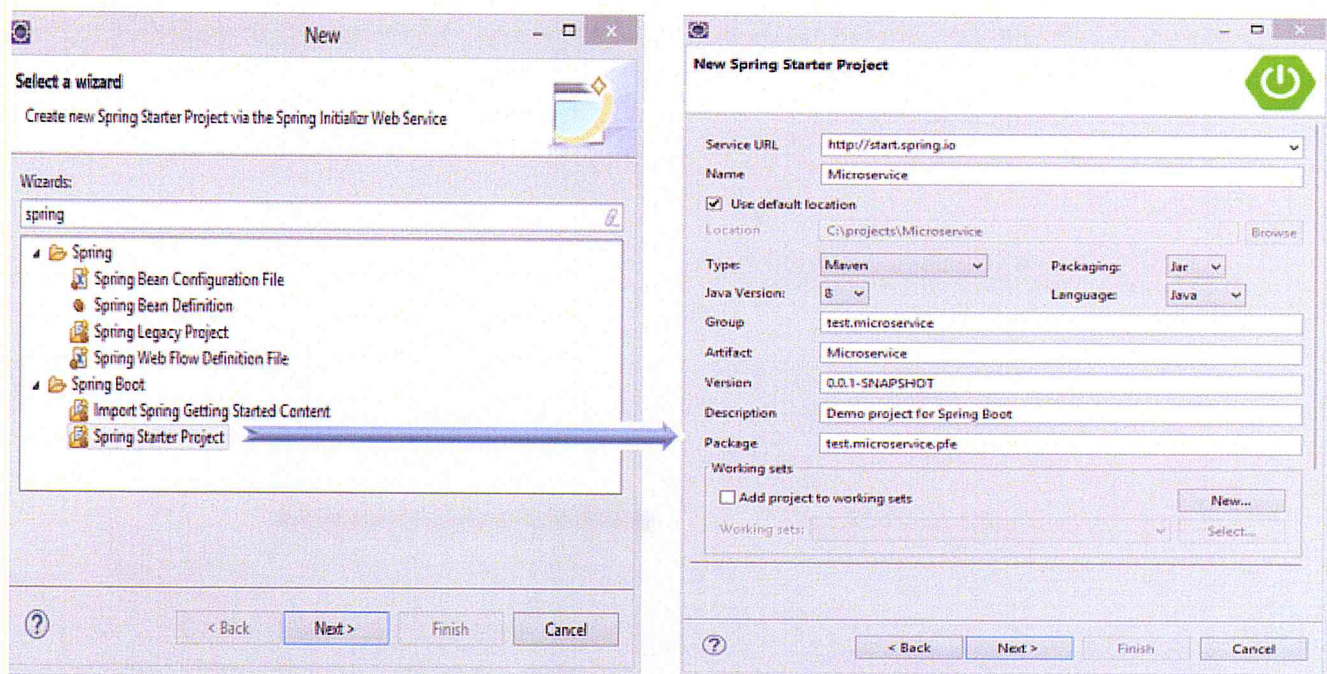 New
Select a wizard
Create new Spring Starter Project via the Spring Initializr Web Service
Wizards:
spring
Spring
Spring Bean Configuration File
Spring Bean Definition
Spring Legacy Project
Spring Web Flow Definition File
Spring Boot
Import Spring Getting Started Content
Spring Starter Project
< Back Next > Finish Cancel
New Spring Starter Project
Service URL http://start.spring.io
Name Microservice
Use default location
Location C:\projects\Microservice Browse
Type: Maven Packaging: Jar
Java Version: 8 Language: Java
Group test.microservice
Artifact Microservice
Version 0.0.1-SNAPSHOT
Description Demo project for Spring Boot
Package test.microservice.pfe
Working sets
Add project to working sets New...
Working sets: Select...
< Back Next > Finish Cancel